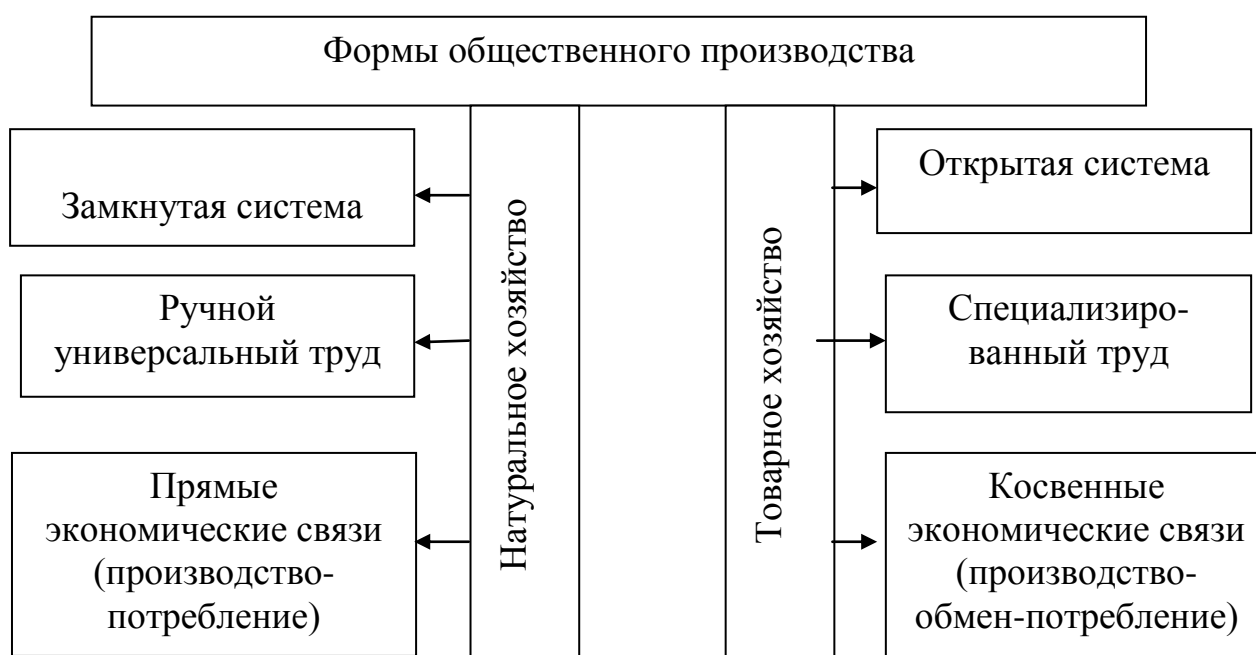 Формы общественного производства
Замкнутая система
Ручной
универсальный труд
Прямые
экономические связи
(производство-
потребление)
Натуральное хозяйство
Товарное хозяйство
Открытая система
Специализиро-
ванный труд
Косвенные
экономические связи
(производство-
обмен-потребление)